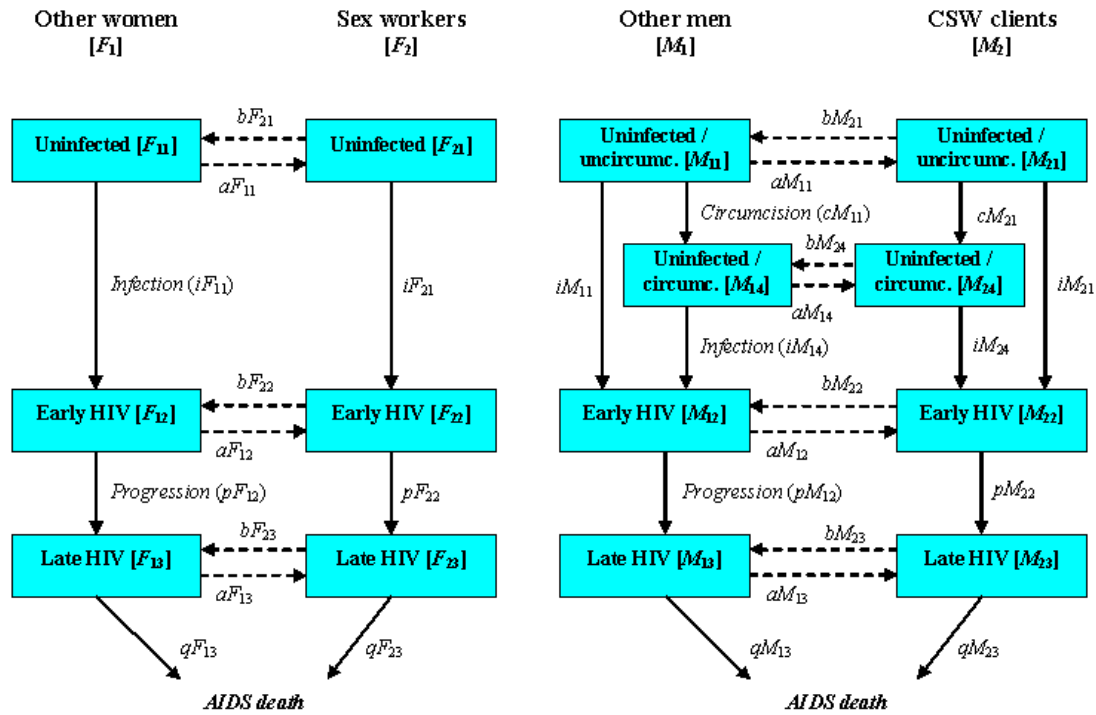 Other women
[F₁]
Sex workers
[F₂]
Other men
[M₁]
CSW clients
[M₂]
Uninfected [F₁₁]
bF₂₁
aF₁₁
Uninfected [F₂₁]
Uninfected /
uncircumc. [M₁₁]
bM₂₁
aM₁₁
Uninfected /
uncircumc. [M₂₁]
Circumcision (cM₁₁)
cM₂₁
Infection (iF₁₁)
iF₂₁
iM₁₁
Uninfected /
circumc. [M₁₄]
bM₂₄
aM₁₄
Uninfected /
circumc. [M₂₄]
iM₂₁
Infection (iM₁₄)
iM₂₄
Early HIV [F₁₂]
bF₂₂
aF₁₂
Early HIV [F₂₂]
Early HIV [M₁₂]
bM₂₂
aM₁₂
Early HIV [M₂₂]
Progression (pF₁₂)
pF₂₂
Progression (pM₁₂)
pM₂₂
Late HIV [F₁₃]
bF₂₃
aF₁₃
Late HIV [F₂₃]
Late HIV [M₁₃]
bM₂₃
aM₁₃
Late HIV [M₂₃]
qF₁₃
qF₂₃
qM₁₃
qM₂₃
AIDS death
AIDS death